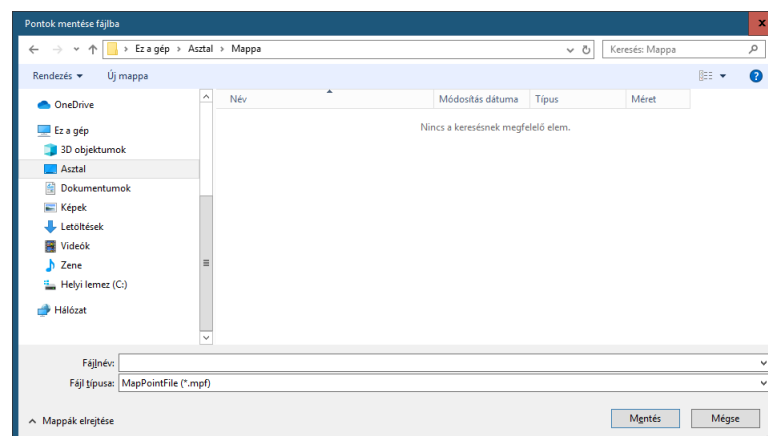 Pontok mentése fájlba
Ez a gép › Asztal › Mappa
Keresés: Mappa
Rendezés
Új mappa
Név
Módosítás dátuma
Típus
Méret
Nincs a keresésnek megfelelő elem.
OneDrive
Ez a gép
3D objektumok
Asztal
Dokumentumok
Képek
Letöltések
Videók
Zene
Helyi lemez (C:)
Hálózat
Fájlnév:
Fájl típusa: MapPointFile (*.mpf)
Mappák elrejtése
Mentés
Mégse